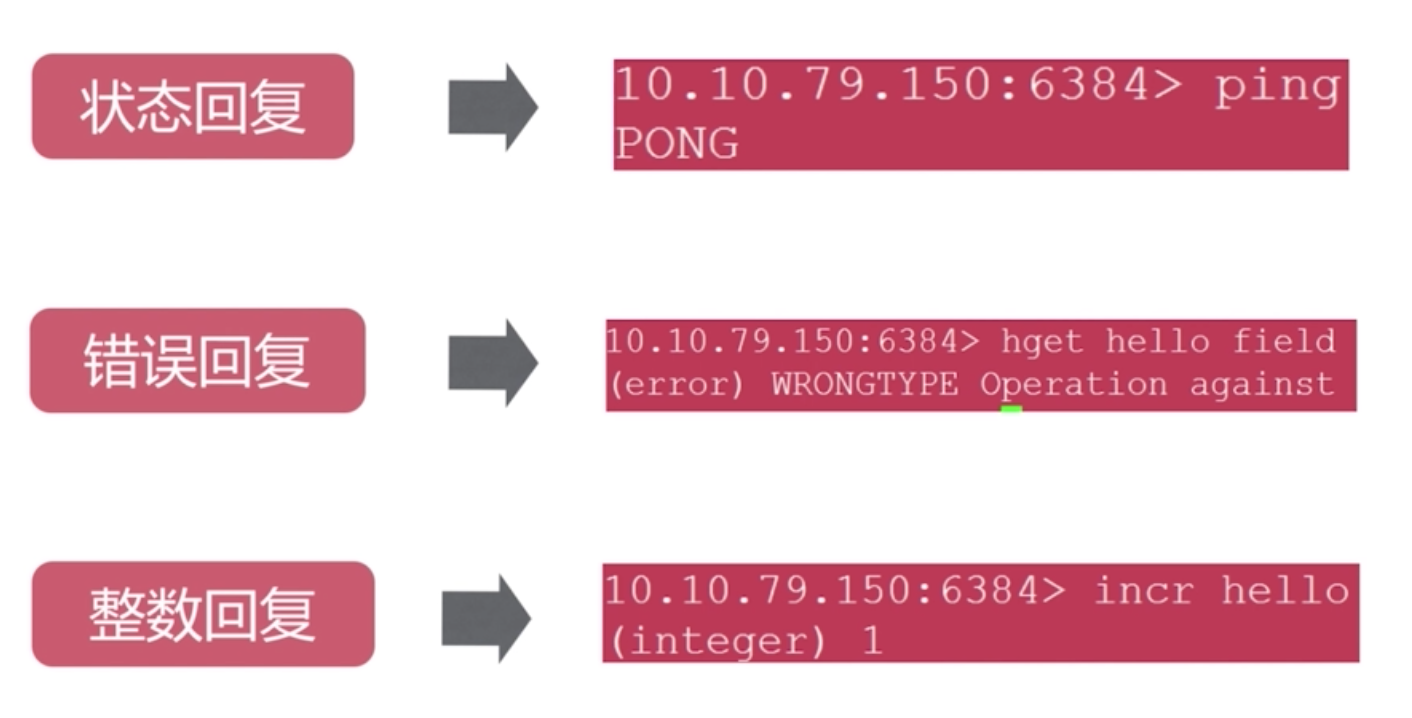 状态回复
10.10.79.150:6384> ping
PONG
错误回复
10.10.79.150:6384> hget hello field
(error) WRONGTYPE Operation against
整数回复
10.10.79.150:6384> incr hello
(integer) 1